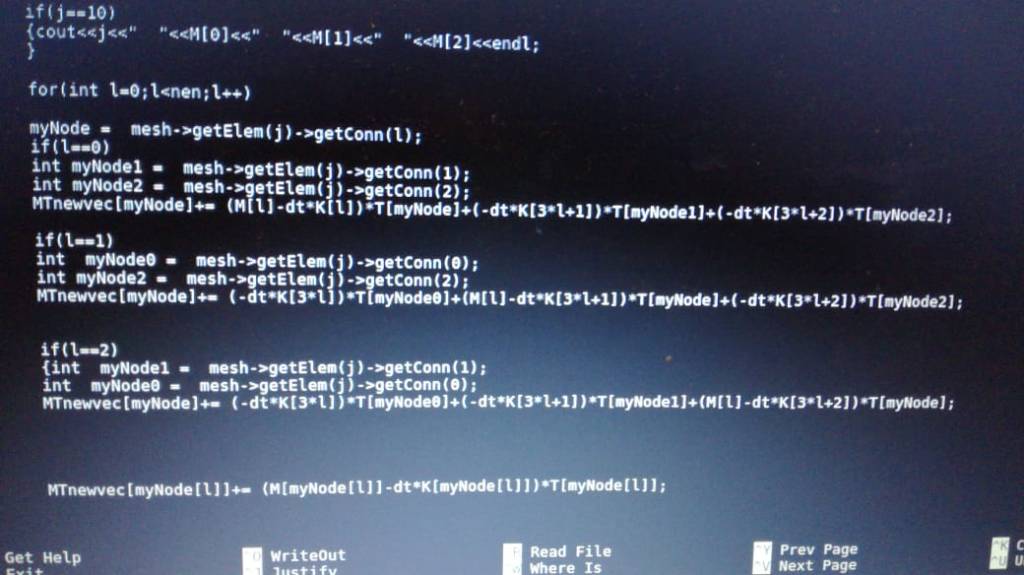 if(j==10)
{cout<<j<<"  "<<M[0]<<"  "<<M[1]<<"  "<<M[2]<<endl;
}
for(int l=0;l<nen;l++)
myNode =  mesh->getElem(j)->getConn(l);
if(l==0)
int myNode1 =  mesh->getElem(j)->getConn(1);
int myNode2 =  mesh->getElem(j)->getConn(2);
MTnewvec[myNode]+= (M[l]-dt*K[l])*T[myNode]+(-dt*K[3*l+1])*T[myNode1]+(-dt*K[3*l+2])*T[myNode2];
if(l==1)
int  myNode0 =  mesh->getElem(j)->getConn(0);
int myNode2 =  mesh->getElem(j)->getConn(2);
MTnewvec[myNode]+= (-dt*K[3*l])*T[myNode0]+(M[l]-dt*K[3*l+1])*T[myNode]+(-dt*K[3*l+2])*T[myNode2];
if(l==2)
{int  myNode1 =  mesh->getElem(j)->getConn(1);
int  myNode0 =  mesh->getElem(j)->getConn(0);
MTnewvec[myNode]+= (-dt*K[3*l])*T[myNode0]+(-dt*K[3*l+1])*T[myNode1]+(M[l]-dt*K[3*l+2])*T[myNode];
MTnewvec[myNode[l]]+= (M[myNode[l]]-dt*K[myNode[l]])*T[myNode[l]];
Get Help ^O WriteOut Read File ^Y Prev Page ^K
Exit ^J Justify Where Is ^V Next Page ^U